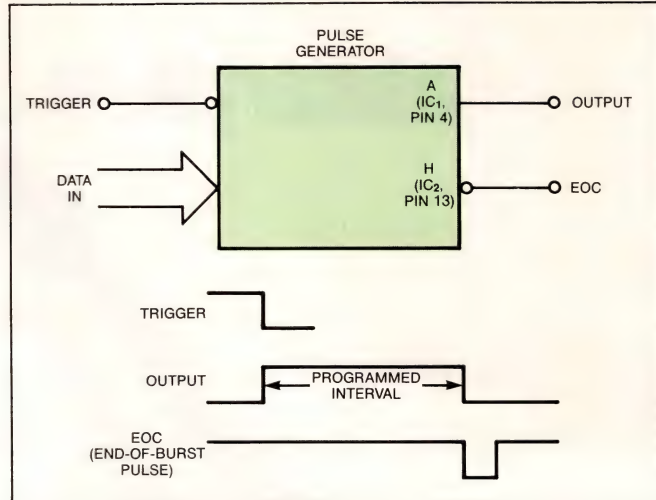 PULSE
GENERATOR
TRIGGER
A
(IC1,
PIN 4)
OUTPUT
DATA
IN
H
(IC2,
PIN 13)
EOC
TRIGGER
OUTPUT
PROGRAMMED
INTERVAL
EOC
(END-OF-BURST
PULSE)